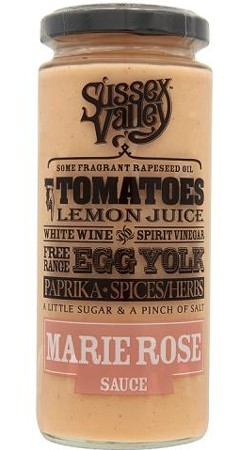 Sussex
Valley
SOME FRAGRANT RAPESEED OIL
TOMATOES
LEMON JUICE
WHITE WINE SPIRIT VINEGAR
FREE
RANGE
EGG YOLK
PAPRIKA • SPICES/HERBS
A LITTLE SUGAR & A PINCH OF SALT
MARIE ROSE
SAUCE